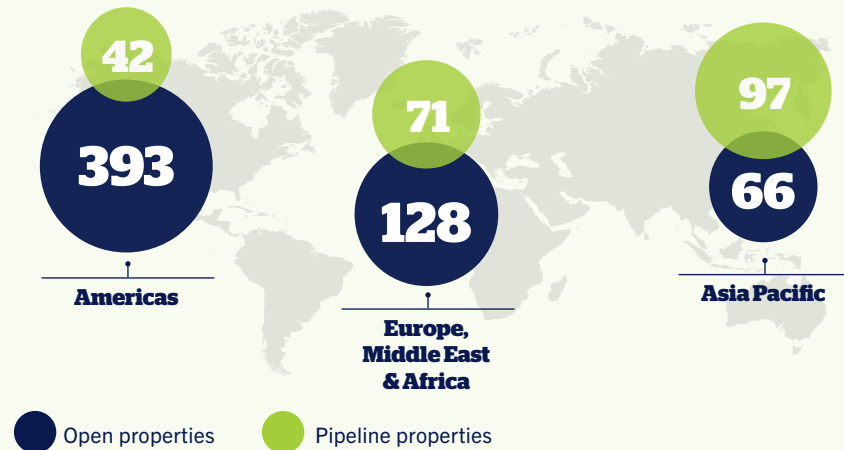 42
393
Americas
71
128
Europe,
Middle East
& Africa
97
66
Asia Pacific
Open properties
Pipeline properties